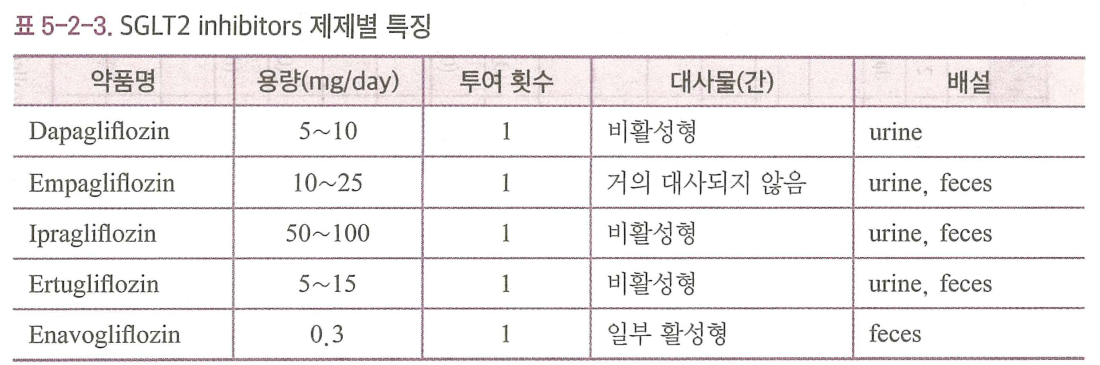 표 5-2-3. SGLT2 inhibitors 제제별 특징
약품명 용량(mg/day) 투여 횟수 대사물(간) 배설
Dapagliflozin 5~10 1 비활성형 urine
Empagliflozin 10~25 1 거의 대사되지 않음 urine, feces
Ipragliflozin 50~100 1 비활성형 urine, feces
Ertugliflozin 5~15 1 비활성형 urine, feces
Enavogliflozin 0.3 1 일부 활성형 feces